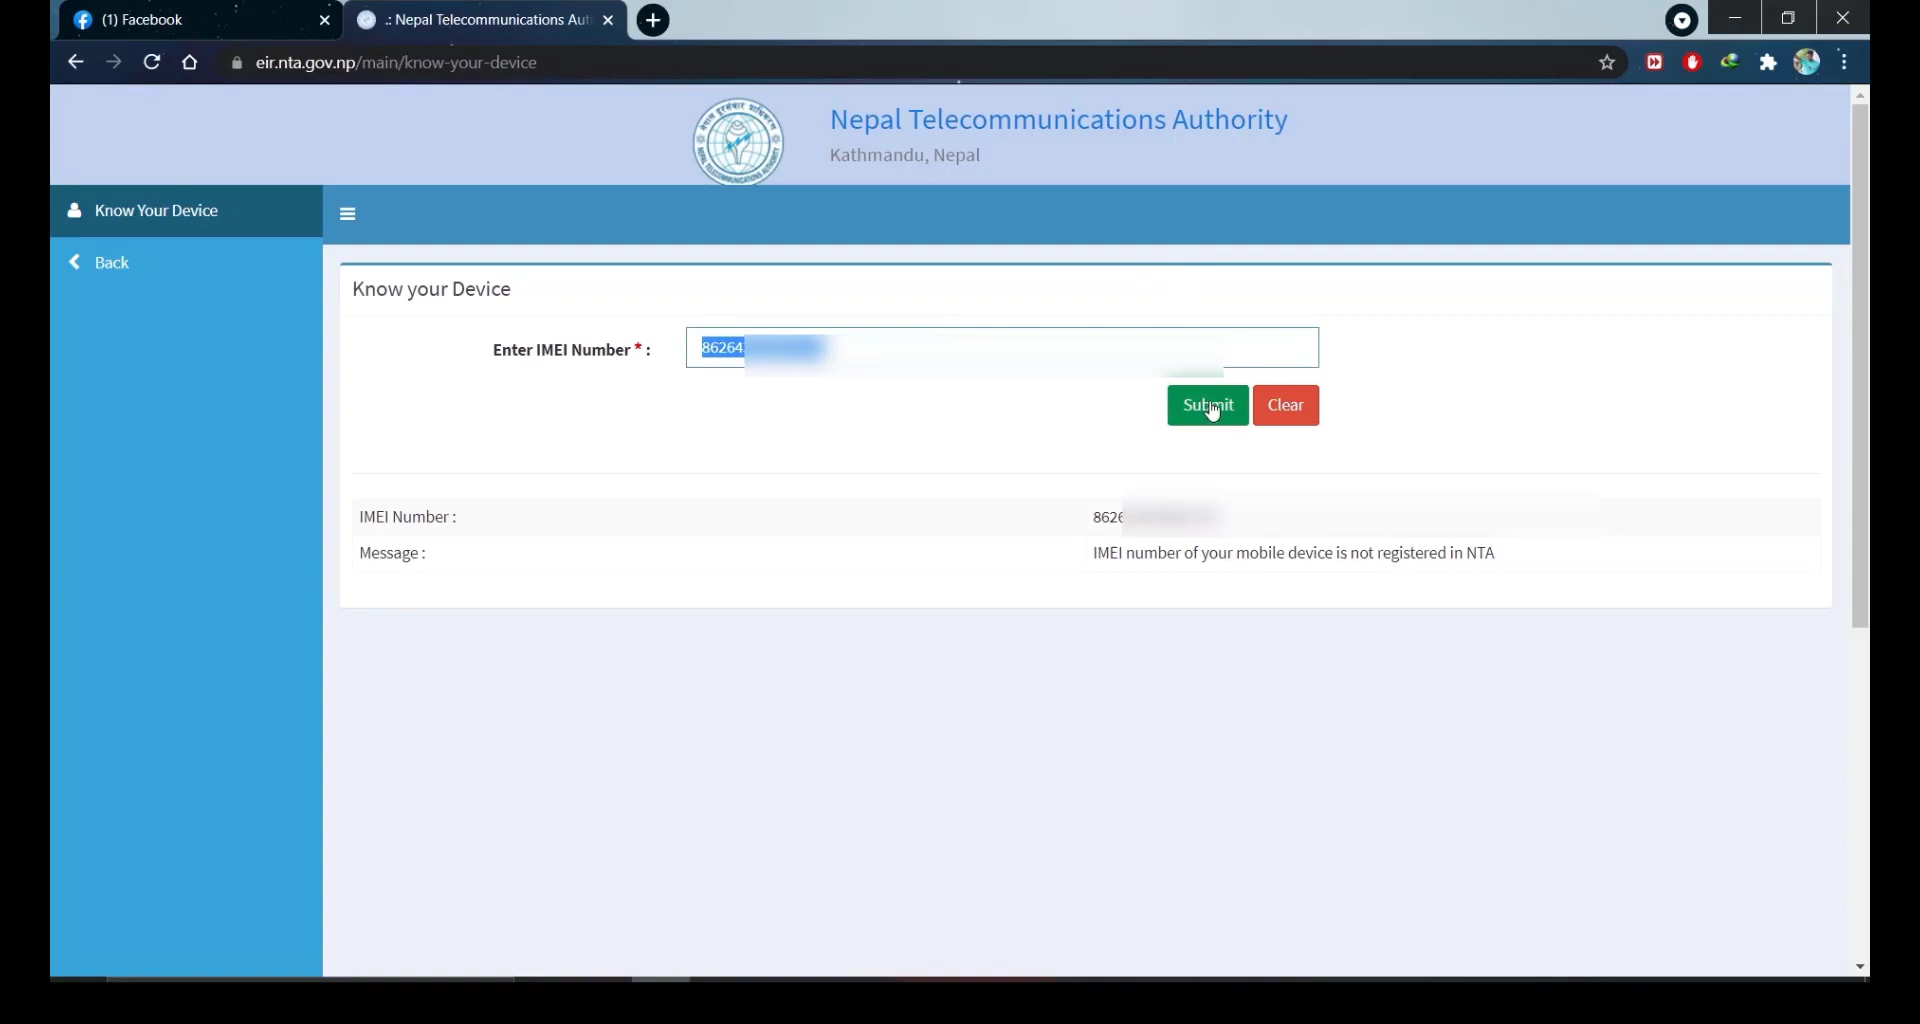 (1) Facebook
.: Nepal Telecommunications Aut
eir.nta.gov.np/main/know-your-device
Nepal Telecommunications Authority
Kathmandu, Nepal
Know Your Device
Back
Know your Device
Enter IMEI Number * :
86264
Submit
Clear
IMEI Number :
8626
Message :
IMEI number of your mobile device is not registered in NTA